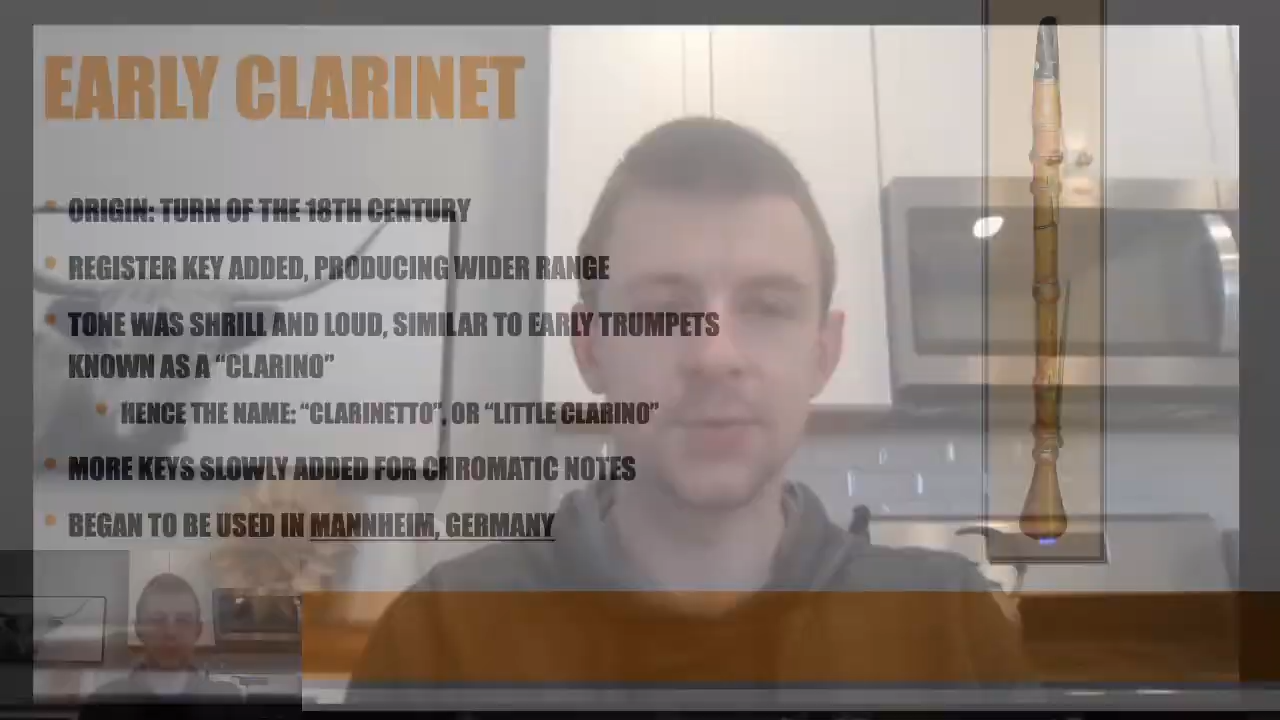 EARLY CLARINET
ORIGIN: TURN OF THE 18TH CENTURY
REGISTER KEY ADDED, PRODUCING WIDER RANGE
TONE WAS SHRILL AND LOUD, SIMILAR TO EARLY TRUMPETS
KNOWN AS A “CLARINO”
HENCE THE NAME: “CLARINETTO”, OR “LITTLE CLARINO”
MORE KEYS SLOWLY ADDED FOR CHROMATIC NOTES
BEGAN TO BE USED IN MANNHEIM, GERMANY